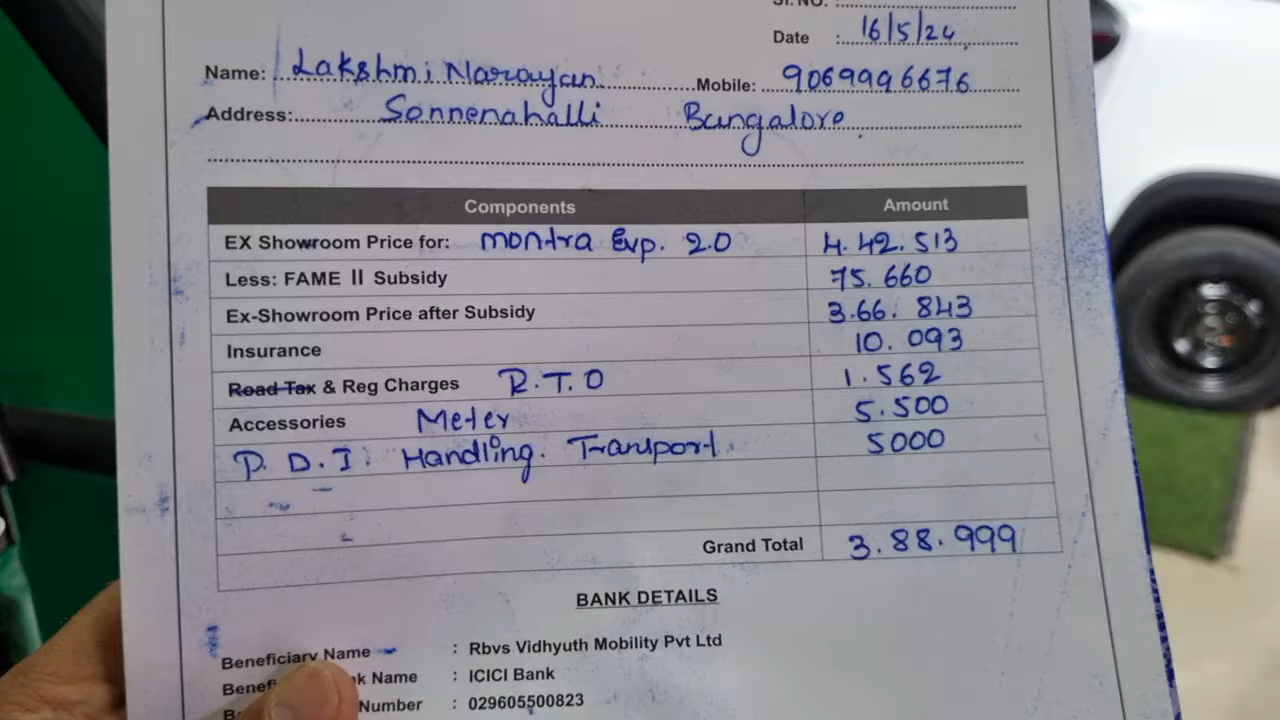 Sl. NO. :
Date : 16/5/24
Name: Lakshmi Narayan Mobile: 9069996676
Address: Sonnenahalli Bangalore
Components Amount
EX Showroom Price for: montra Evp. 2.0 4.42.513
Less: FAME II Subsidy 75.660
Ex-Showroom Price after Subsidy 3.66.843
Insurance 10.093
Road Tax & Reg Charges R.T.O 1.562
Accessories Meter 5.500
P.D.I. Handling. Transport. 5000
Grand Total 3.88.999
BANK DETAILS
Beneficiary Name : Rbvs Vidhyuth Mobility Pvt Ltd
Name : ICICI Bank
Number : 029605500823